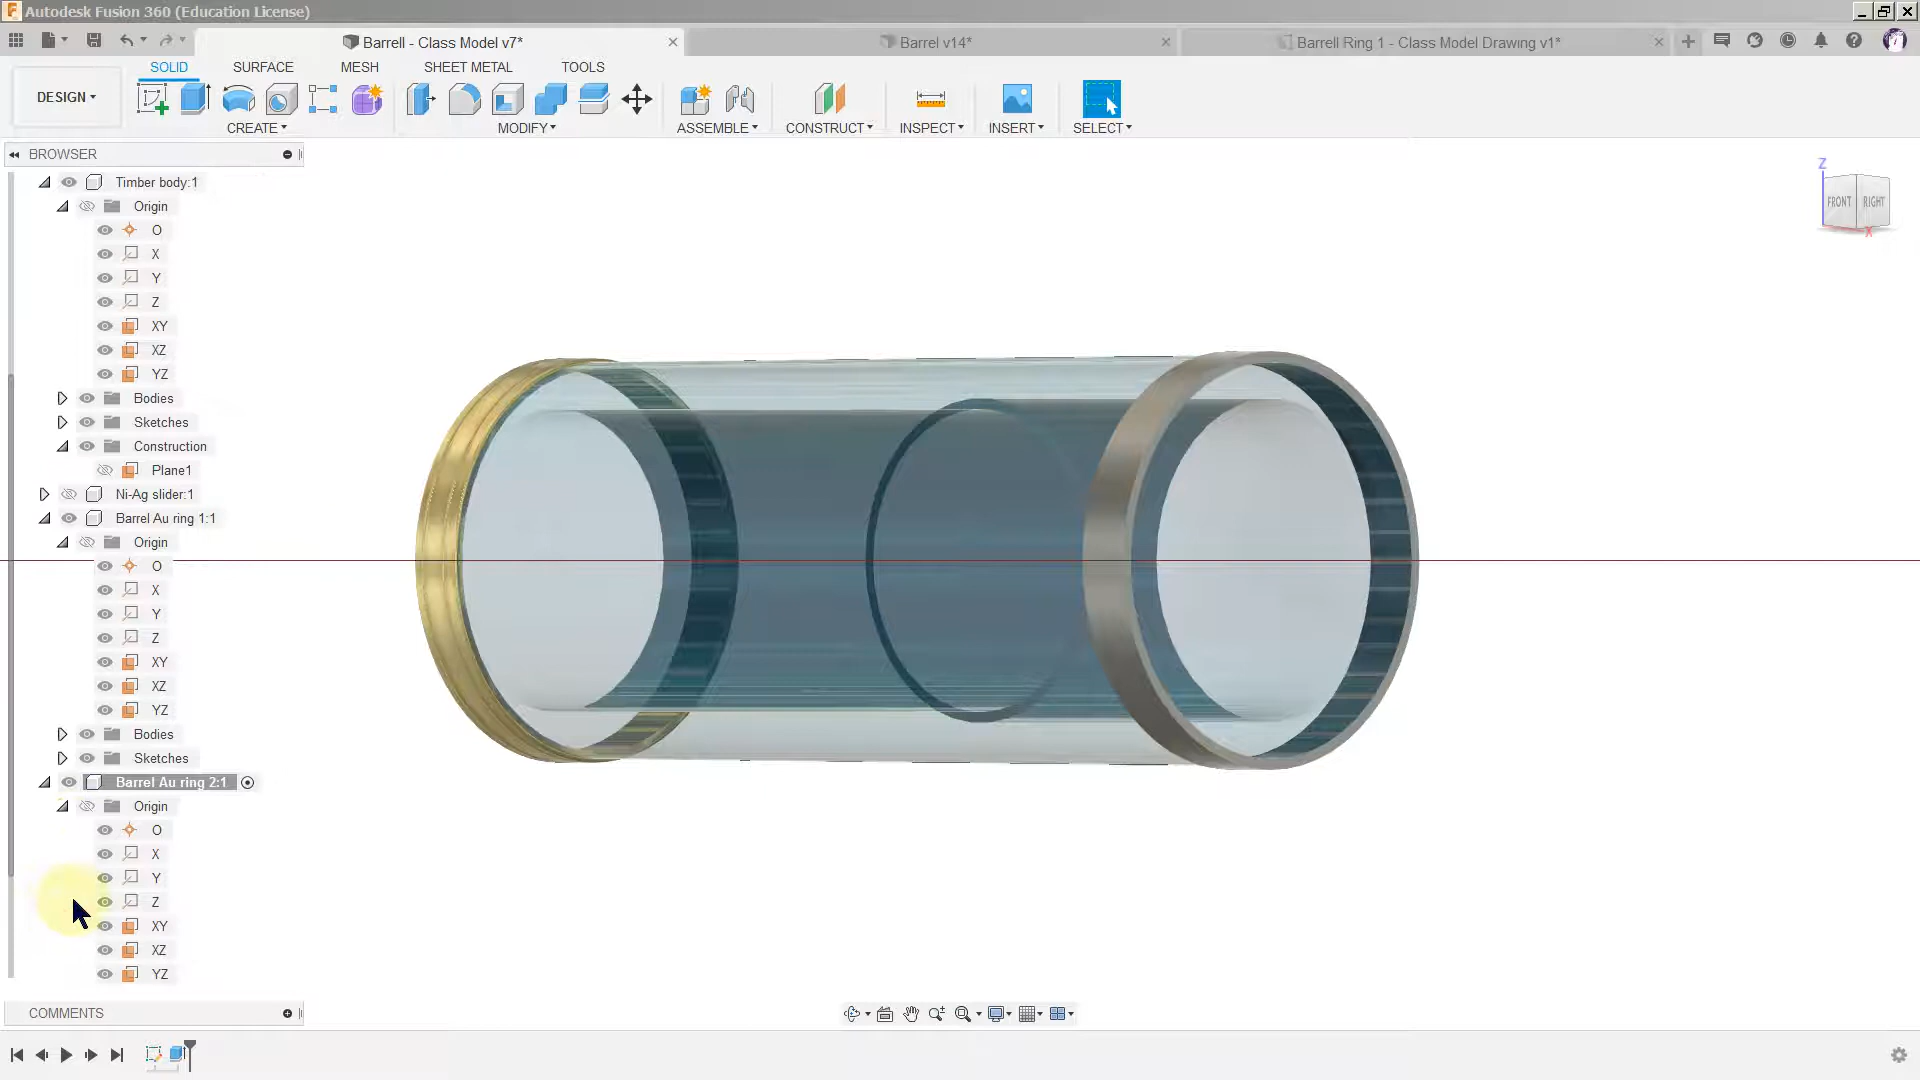 Autodesk Fusion 360 (Education License)
Barrell - Class Model v7*
Barrel v14*
Barrell Ring 1 - Class Model Drawing v1*
SOLID
SURFACE
MESH
SHEET METAL
TOOLS
DESIGN
CREATE
MODIFY
ASSEMBLE
CONSTRUCT
INSPECT
INSERT
SELECT
BROWSER
Timber body:1
Origin
O
X
Y
Z
XY
XZ
YZ
Bodies
Sketches
Construction
Plane1
Ni-Ag slider:1
Barrel Au ring 1:1
Origin
O
X
Y
Z
XY
XZ
YZ
Bodies
Sketches
Barrel Au ring 2:1
Origin
O
X
Y
Z
XY
XZ
YZ
COMMENTS
Z
FRONT
RIGHT
X